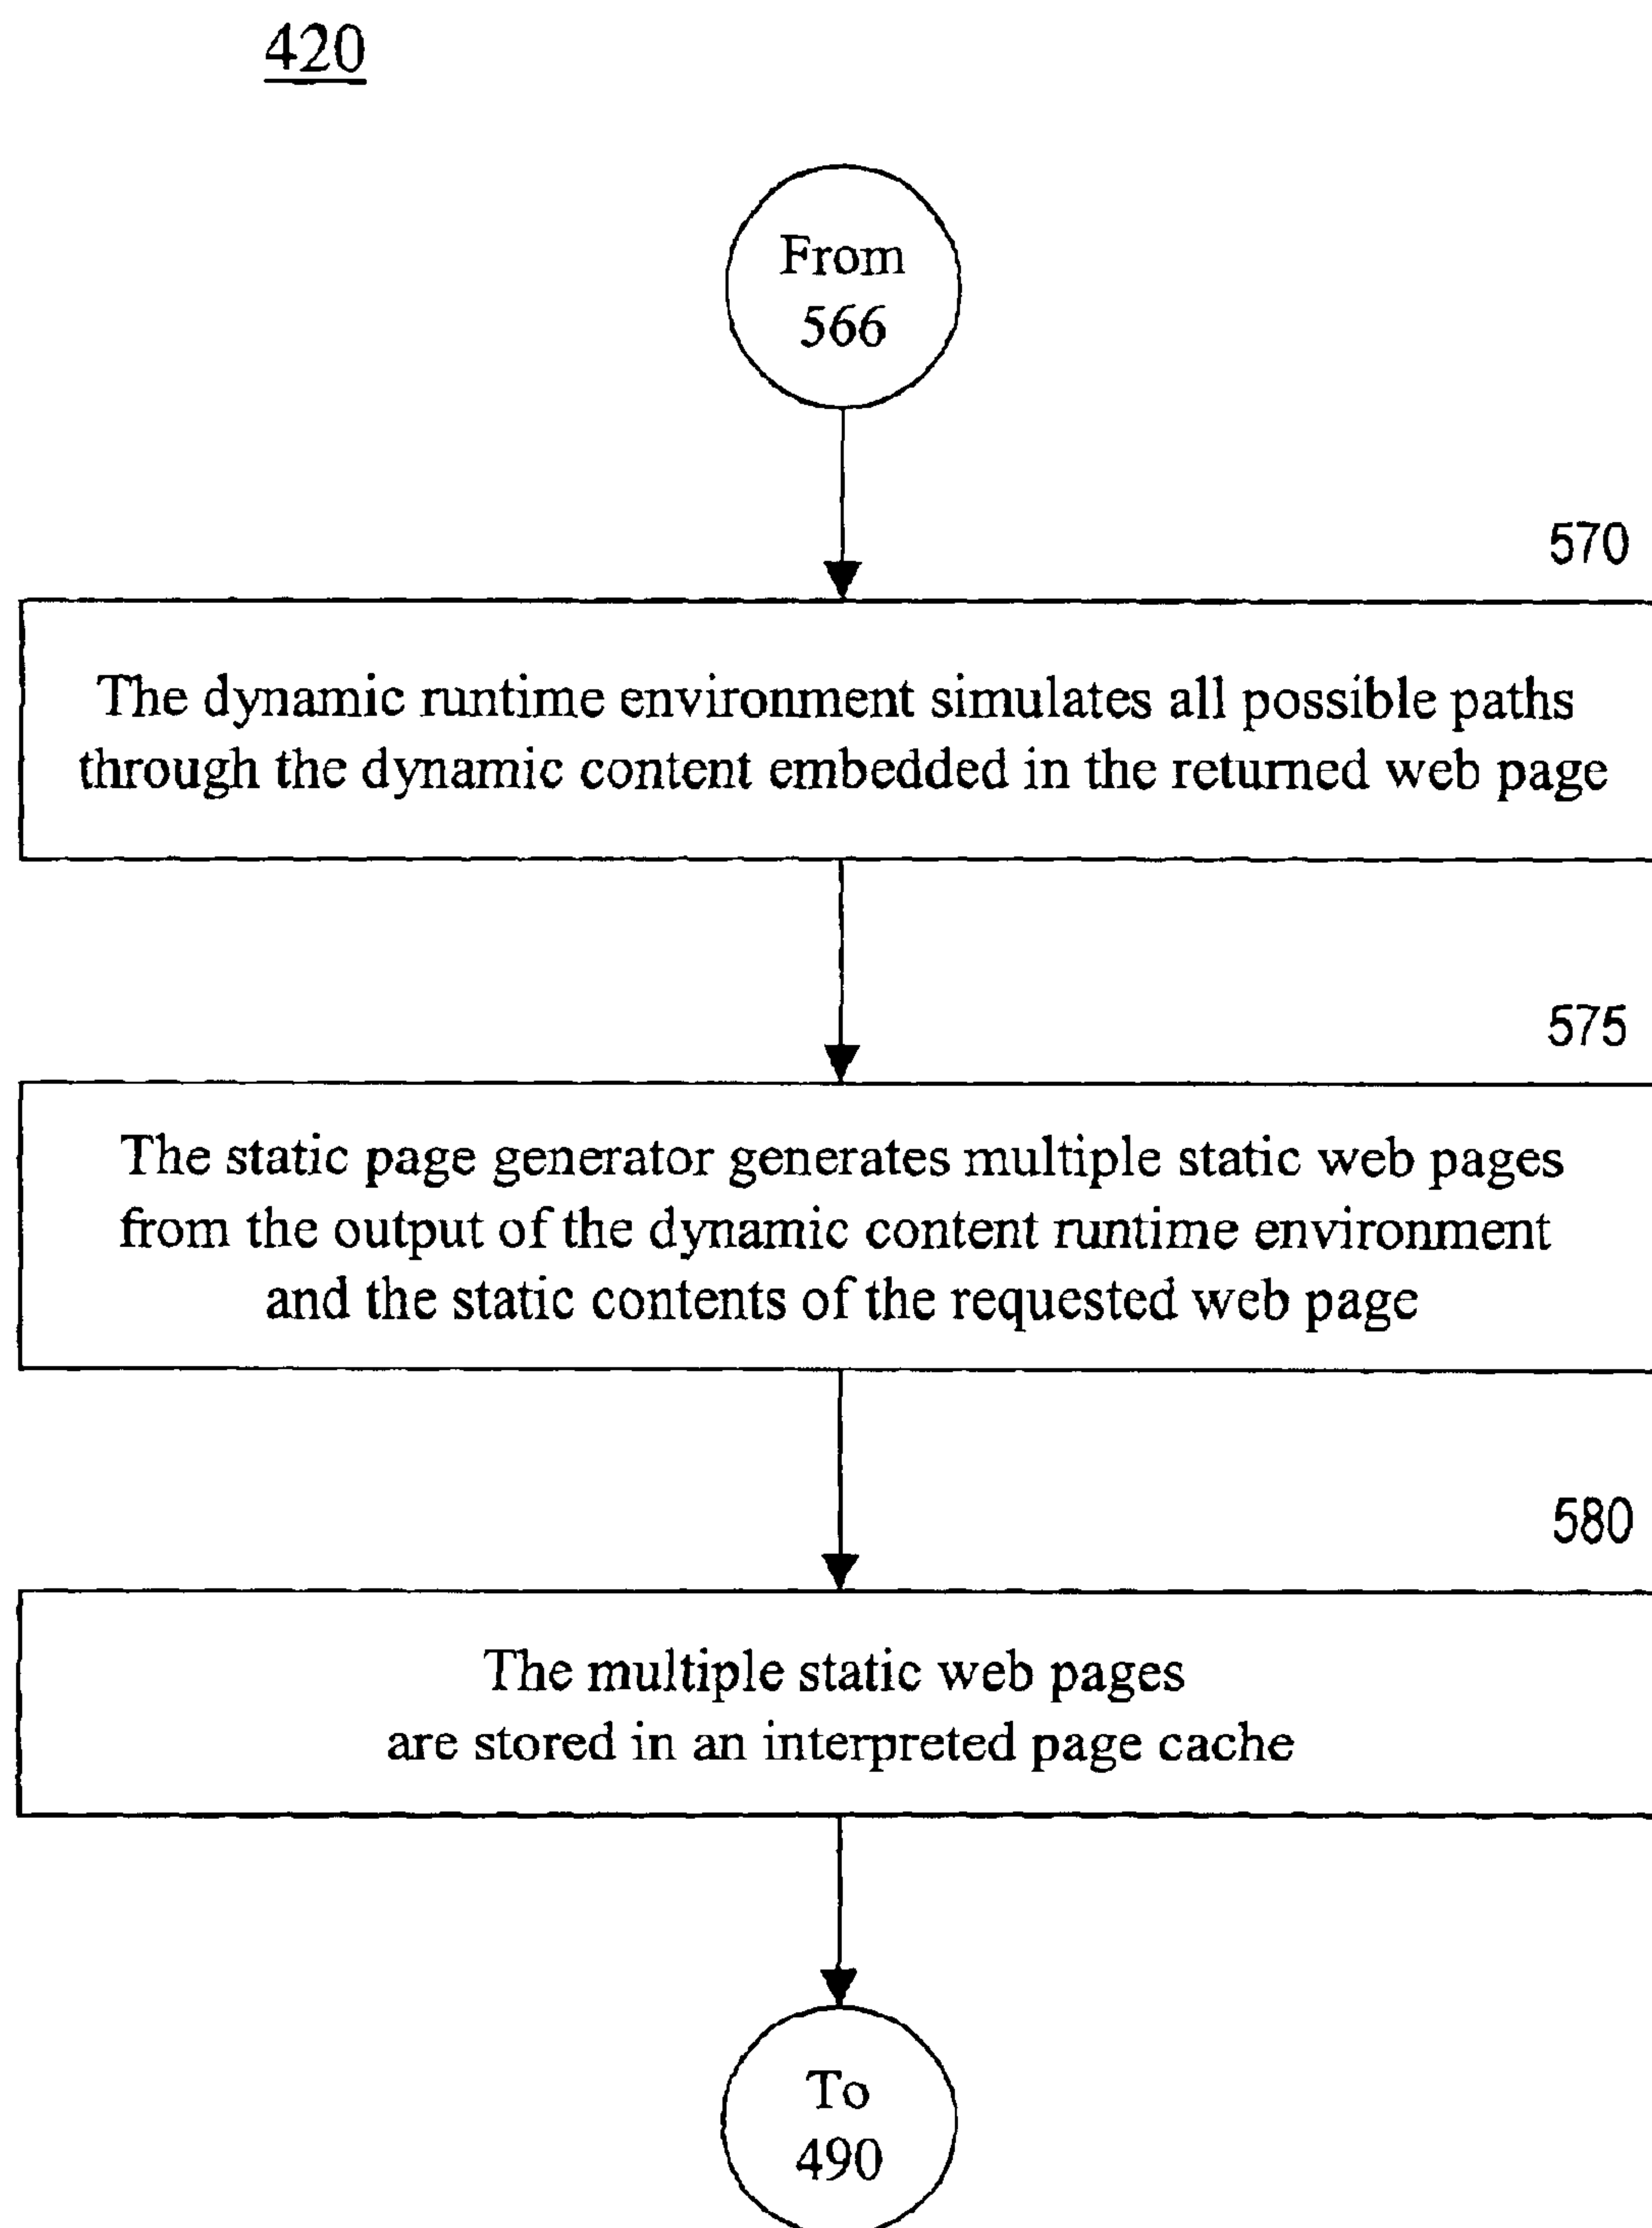 420
From
566
570
The dynamic runtime environment simulates all possible paths
through the dynamic content embedded in the returned web page
575
The static page generator generates multiple static web pages
from the output of the dynamic content runtime environment
and the static contents of the requested web page
580
The multiple static web pages
are stored in an interpreted page cache
To
490